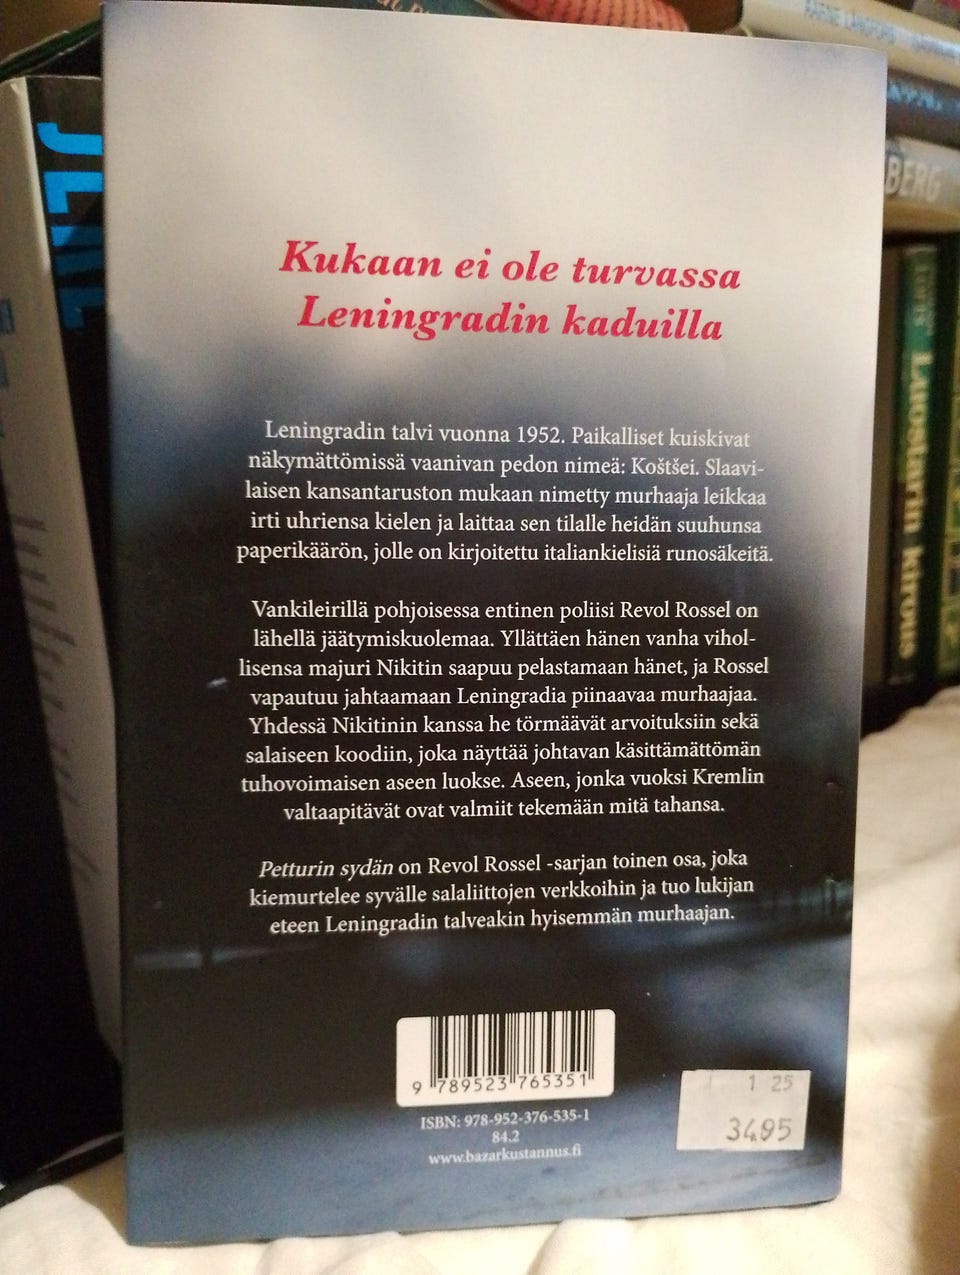 Kukaan ei ole turvassa
Leningradin kaduilla
Leningradin talvi vuonna 1952. Paikalliset kuiskivat
näkymättömissä vaanivan pedon nimeä: Koštšei. Slaavi-
laisen kansantaruston mukaan nimetty murhaaja leikkaa
irti uhriensa kielen ja laittaa sen tilalle heidän suuhunsa
paperikäärön, jolle on kirjoitettu italiankielisiä runosäkeitä.
Vankileirillä pohjoisessa entinen poliisi Revol Rossel on
lähellä jäätymiskuolemaa. Yllättäen hänen vanha vihol-
lisensa majuri Nikitin saapuu pelastamaan hänet, ja Rossel
vapautuu jahtaamaan Leningradia piinaavaa murhaajaa.
Yhdessä Nikitinin kanssa he törmäävät arvoituksiin sekä
salaiseen koodiin, joka näyttää johtavan käsittämättömän
tuhovoimaisen aseen luokse. Aseen, jonka vuoksi Kremlin
valtaapitävät ovat valmiit tekemään mitä tahansa.
Petturin sydän on Revol Rossel -sarjan toinen osa, joka
kiemurtelee syvälle salaliittojen verkkoihin ja tuo lukijan
eteen Leningradin talveakin hyisemmän murhaajan.
9 789523 765351
ISBN: 978-952-376-535-1
84.2
www.bazarkustannus.fi
1 25
3495
BERG
Luostarin kirous